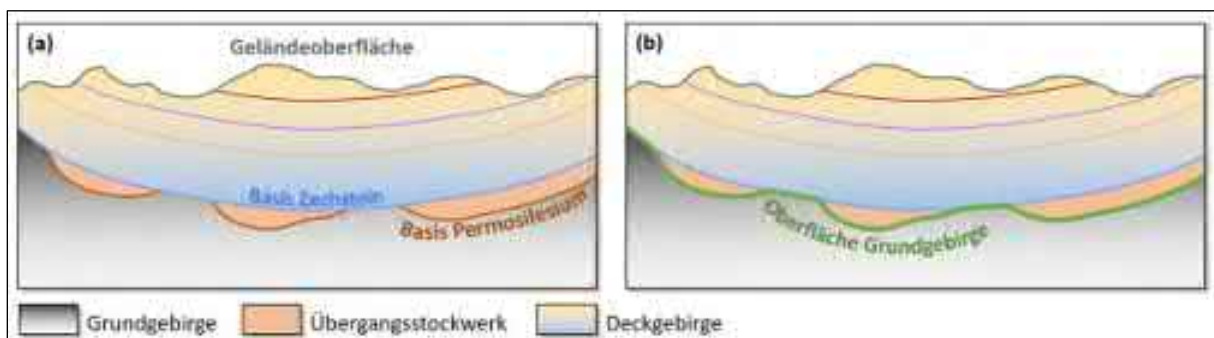 (a)
Geländeoberfläche
Basis Zechstein
Basis Permosilesium
(b)
Oberfläche Grundgebirge
Grundgebirge
Übergangsstockwerk
Deckgebirge